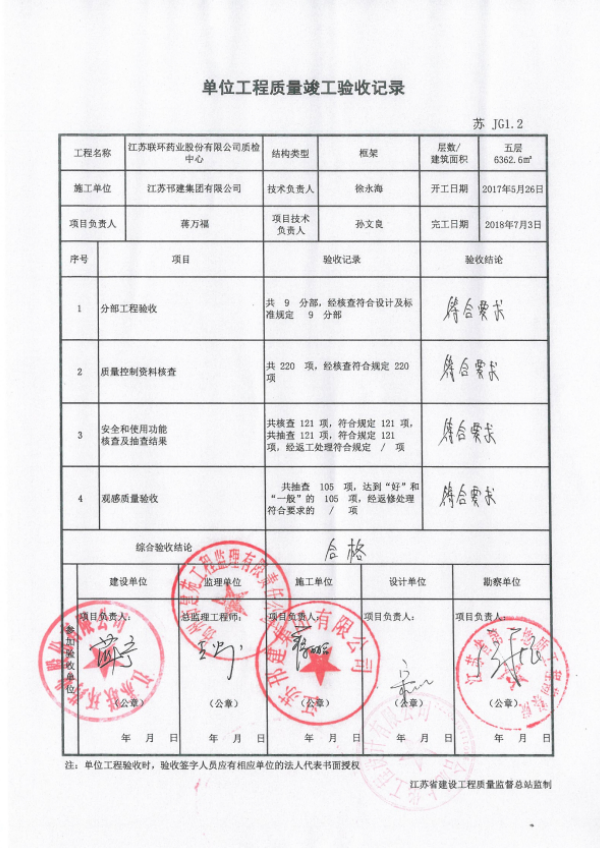 单位工程质量竣工验收记录
苏 JG1.2
工程名称 江苏联环药业股份有限公司质检中心 结构类型 框架 层数/建筑面积 五层 6362.6㎡
施工单位 江苏邗建集团有限公司 技术负责人 徐永海 开工日期 2017年5月26日
项目负责人 蒋万福 项目技术负责人 孙文良 完工日期 2018年7月3日
序号 项目 验收记录 验收结论
1 分部工程验收 共 9 分部，经核查符合设计及标准规定 9 分部 符合要求
2 质量控制资料核查 共 220 项，经核查符合规定 220 项 符合要求
3 安全和使用功能核查及抽查结果 共核查 121 项，符合规定 121 项，共抽查 121 项，符合规定 121 项，经返工处理符合规定 / 项 符合要求
4 观感质量验收 共抽查 105 项，达到“好”和“一般”的 105 项，经返修处理符合要求的 / 项 符合要求
综合验收结论 合格
参加验收单位
建设单位 监理单位 施工单位 设计单位 勘察单位
项目负责人： 总监理工程师： 项目负责人： 项目负责人： 项目负责人：
（公章） （公章） （公章） （公章） （公章）
年 月 日 年 月 日 年 月 日 年 月 日 年 月 日
注：单位工程验收时，验收签字人员应有相应单位的法人代表书面授权
江苏省建设工程质量监督总站监制